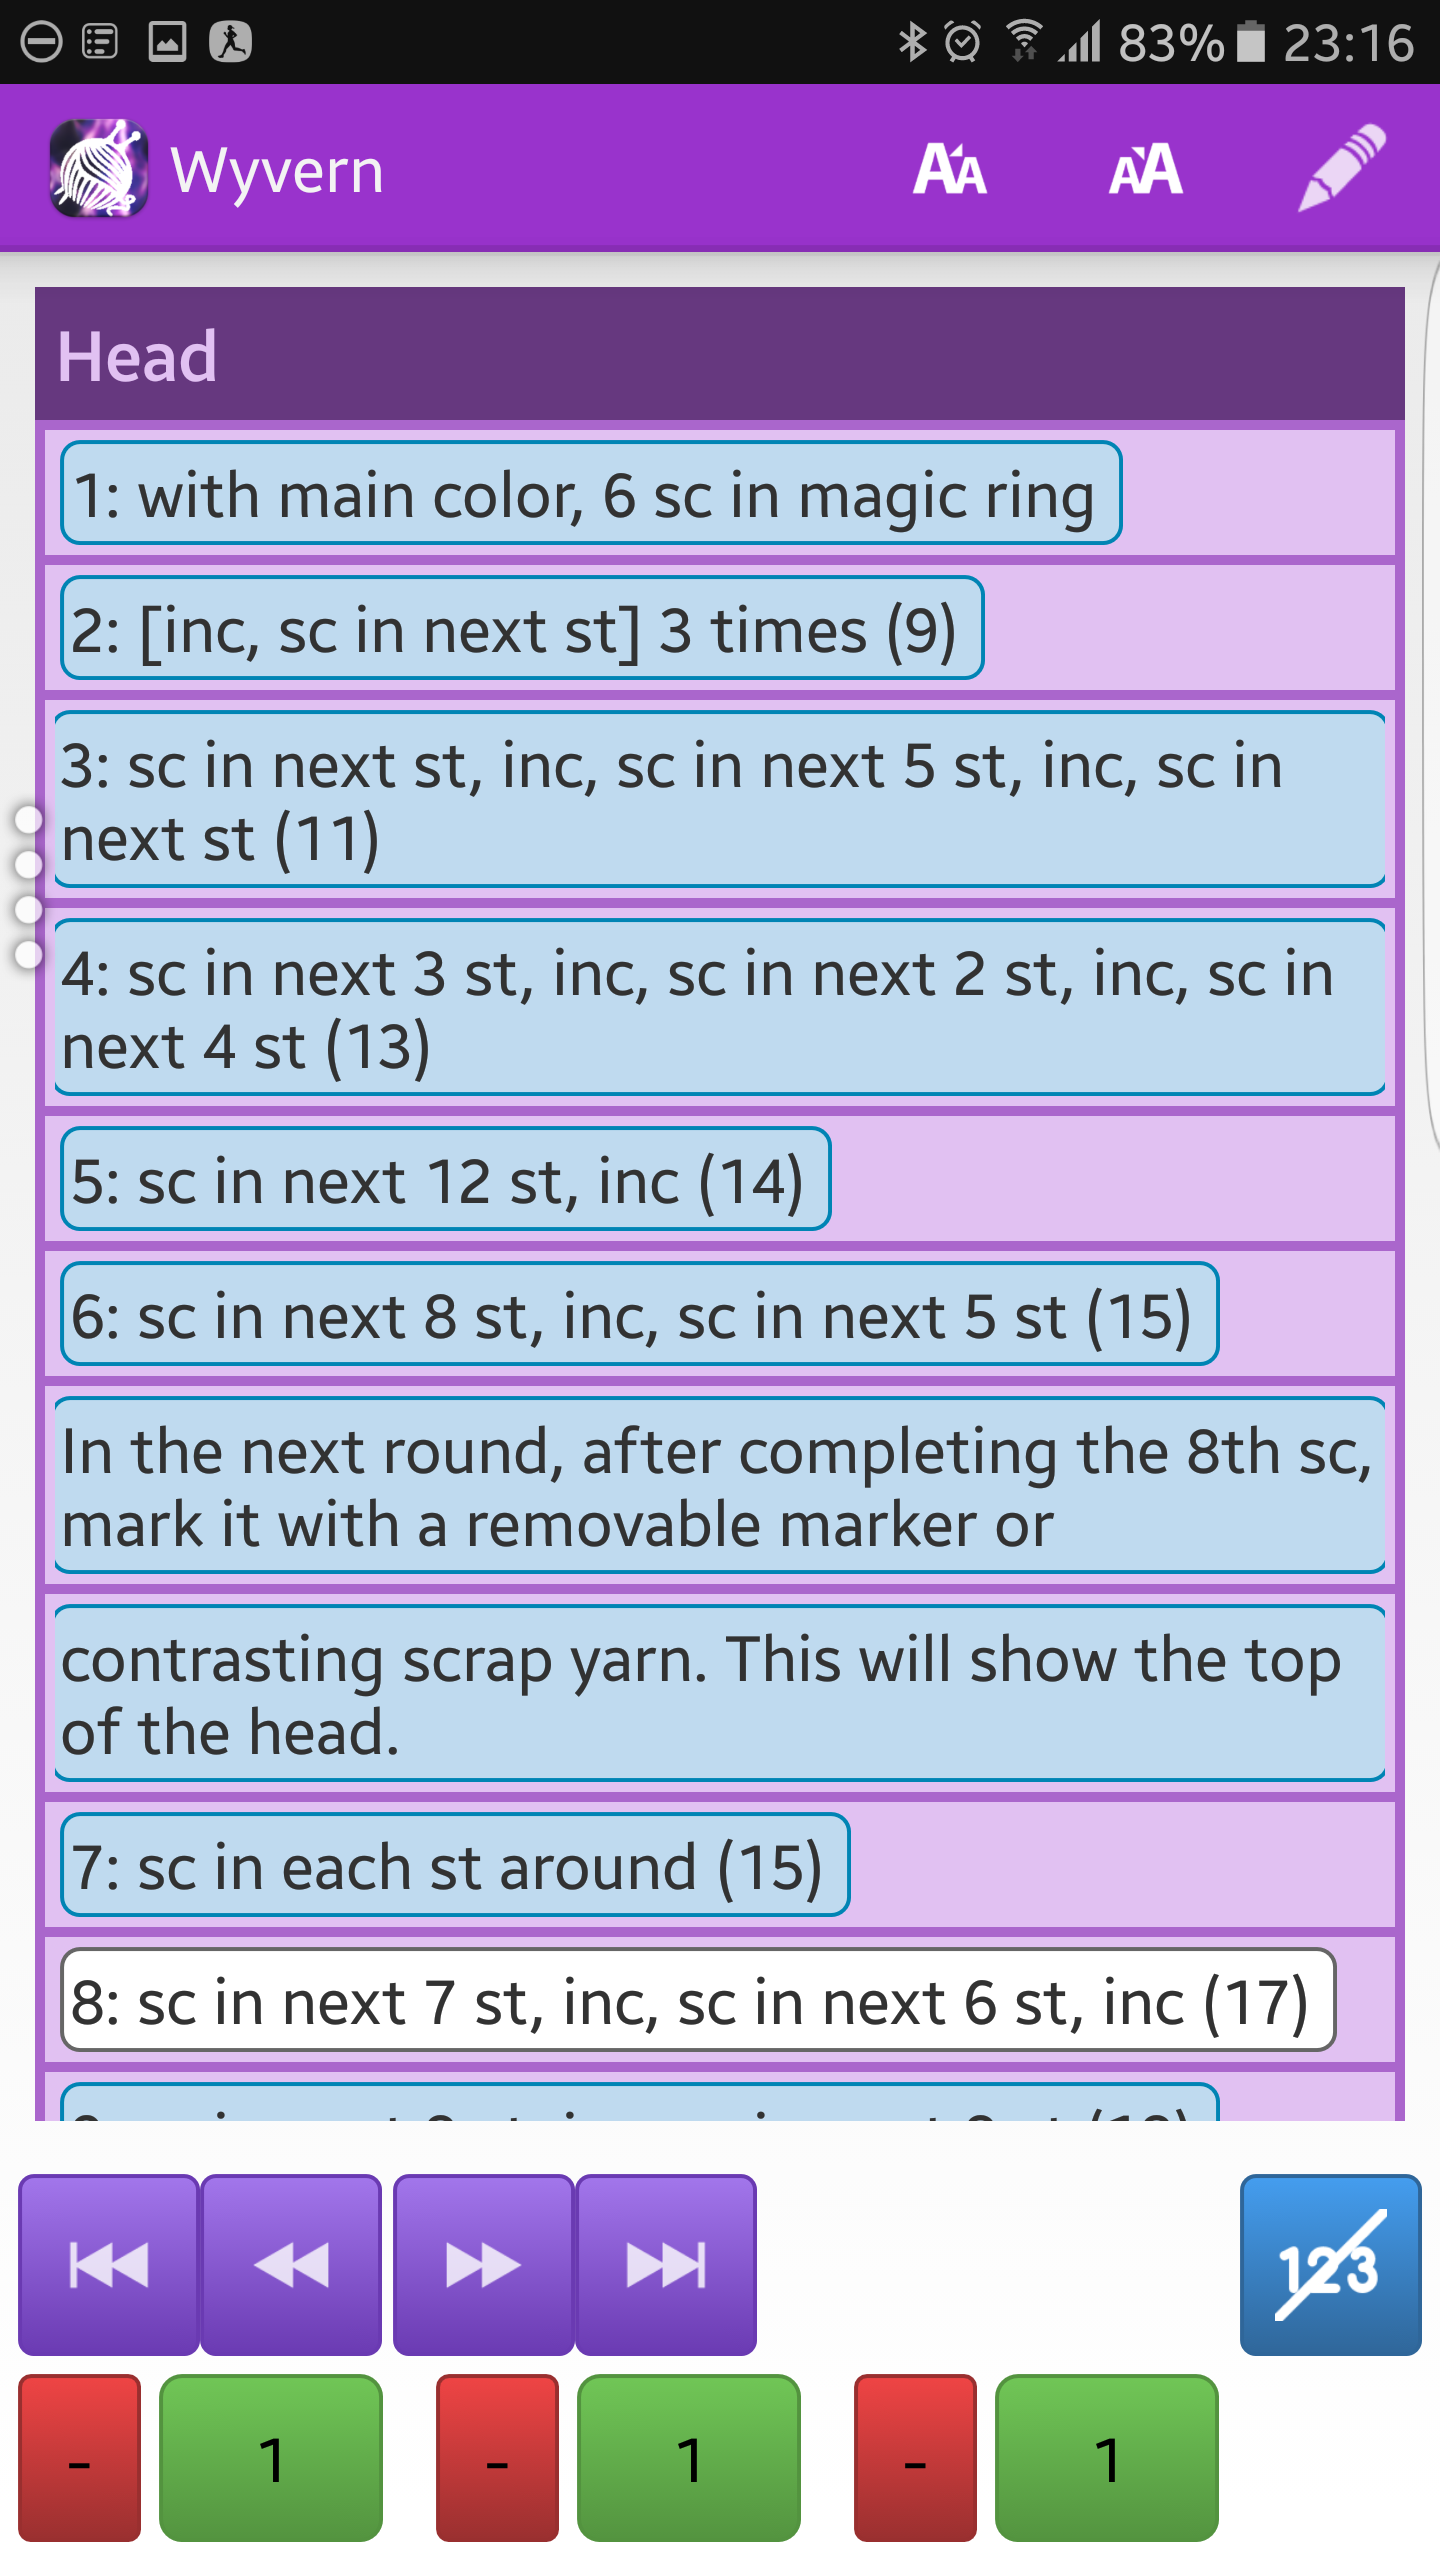 83% 23:16
Wyvern AA AA
Head
1: with main color, 6 sc in magic ring
2: [inc, sc in next st] 3 times (9)
3: sc in next st, inc, sc in next 5 st, inc, sc in
next st (11)
4: sc in next 3 st, inc, sc in next 2 st, inc, sc in
next 4 st (13)
5: sc in next 12 st, inc (14)
6: sc in next 8 st, inc, sc in next 5 st (15)
In the next round, after completing the 8th sc,
mark it with a removable marker or
contrasting scrap yarn. This will show the top
of the head.
7: sc in each st around (15)
8: sc in next 7 st, inc, sc in next 6 st, inc (17)
123
- 1 - 1 - 1